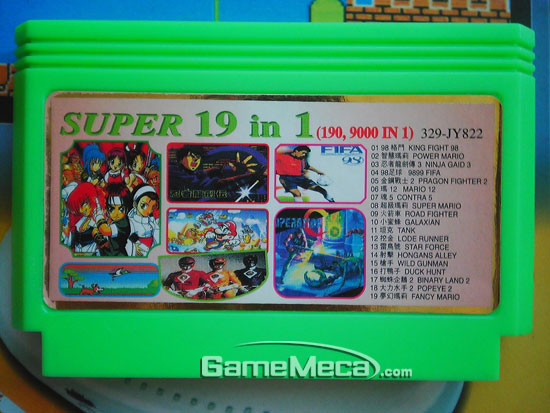 SUPER 19 in 1 (190, 9000 IN 1) 329-JY822
FIFA
98
OPERATION
01 98 格鬥 KING FIGHT 98
02 智慧瑪莉 POWER MARIO
03 忍者龍劍傳 3 NINJA GAID 3
04 98足球 9899 FIFA
05 金鋼戰士 2 PRAGON FIGHTER 2
06 瑪 12 MARIO 12
07 魂 5 CONTRA 5
08 超級瑪莉 SUPER MARIO
09 火箭車 ROAD FIGHTER
10 小蜜蜂 GALAXIAN
11 坦克 TANK
12 挖金 LODE RUNNER
13 雷鳥號 STAR FORCE
14 射擊 HONGANS ALLEY
15 槍手 WILD GUNMAN
16 打鴨子 DUCK HUNT
17 蜘蛛企鵝 2 BINARY LAND 2
18 大力水手 2 POPEYE 2
19 夢幻瑪莉 FANCY MARIO
GameMeca.com